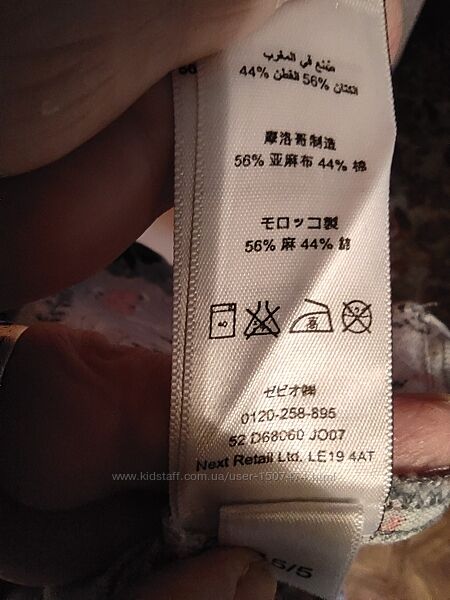 صنع في المغرب
الكتان 56% القطن 44%
摩洛哥制造
56% 亚麻布 44% 棉
モロッコ製
56% 麻 44% 綿
40
ゼビオ㈱
0120-258-895
52 D68060 JO07
Next Retail Ltd. LE19 4AT